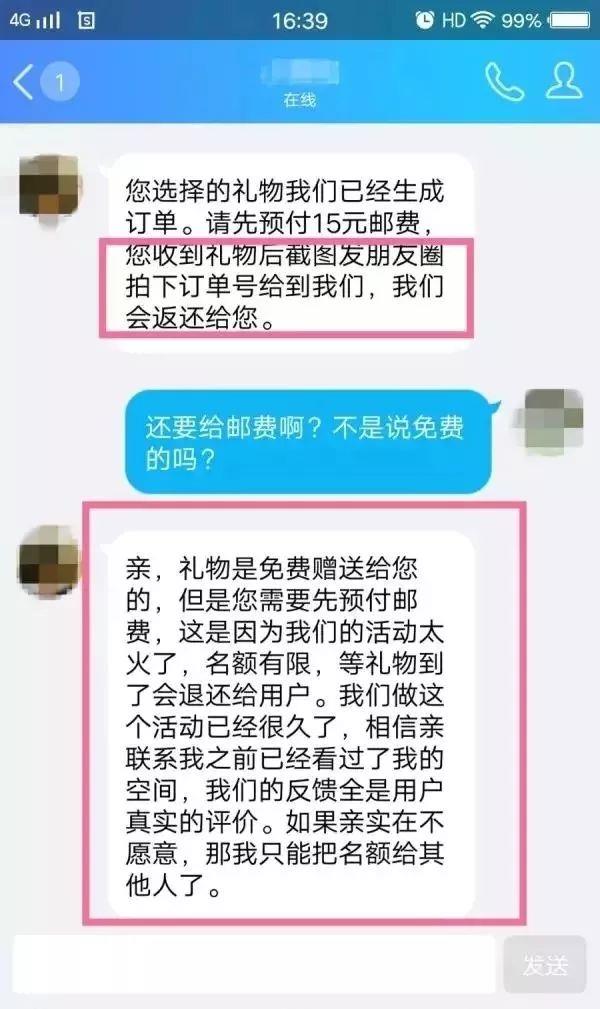 4G
16:39
HD
99%
1
在线
您选择的礼物我们已经生成
订单。请先预付15元邮费，
您收到礼物后截图发朋友圈
拍下订单号给到我们，我们
会返还给您。
还要给邮费啊？不是说免费
的吗？
亲，礼物是免费赠送给您
的，但是您需要先预付邮
费，这是因为我们的活动太
火了，名额有限，等礼物到
了会退还给用户。我们做这
个活动已经很久了，相信亲
联系我之前已经看过了我的
空间，我们的反馈全是用户
真实的评价。如果亲实在不
愿意，那我只能把名额给其
他人了。
发送